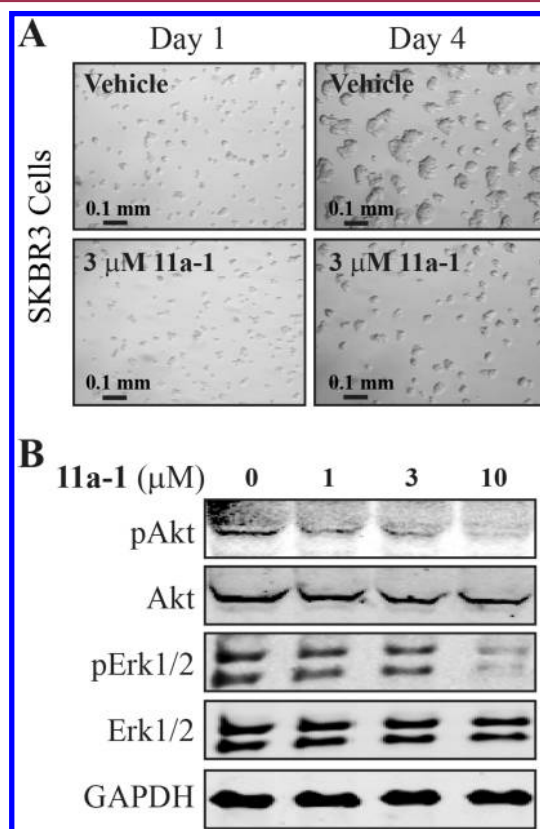 A
Day 1 Day 4
SKBR3 Cells
Vehicle Vehicle
0.1 mm 0.1 mm
3 μM 11a-1 3 μM 11a-1
0.1 mm 0.1 mm
B
11a-1 (μM) 0 1 3 10
pAkt
Akt
pErk1/2
Erk1/2
GAPDH